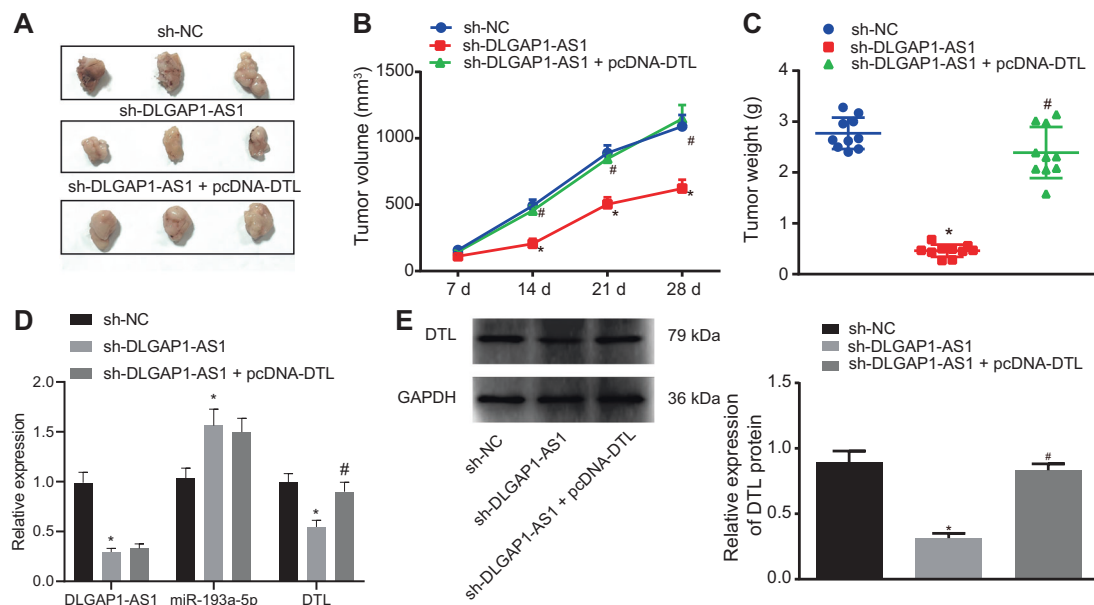 A
sh-NC
sh-DLGAP1-AS1
sh-DLGAP1-AS1 + pcDNA-DTL
B
sh-NC
sh-DLGAP1-AS1
sh-DLGAP1-AS1 + pcDNA-DTL
Tumor volume (mm³)
1500
1000
500
0
#
#
#
*
*
*
7 d
14 d
21 d
28 d
C
sh-NC
sh-DLGAP1-AS1
sh-DLGAP1-AS1 + pcDNA-DTL
Tumor weight (g)
4
3
2
1
0
*
#
D
sh-NC
sh-DLGAP1-AS1
sh-DLGAP1-AS1 + pcDNA-DTL
Relative expression
2.0
1.5
1.0
0.5
0.0
*
*
*
#
DLGAP1-AS1
miR-193a-5p
DTL
E
DTL
79 kDa
GAPDH
36 kDa
sh-NC
sh-DLGAP1-AS1
sh-DLGAP1-AS1 + pcDNA-DTL
sh-NC
sh-DLGAP1-AS1
sh-DLGAP1-AS1 + pcDNA-DTL
Relative expression
of DTL protein
1.5
1.0
0.5
0.0
*
#